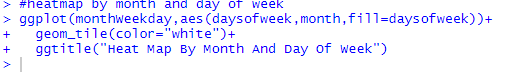 > #heatmap by month and day of week
> ggplot(monthWeekday,aes(daysofweek,month,fill=daysofweek))+
+   geom_tile(color="white")+
+   ggtitle("Heat Map By Month And Day Of Week")
>